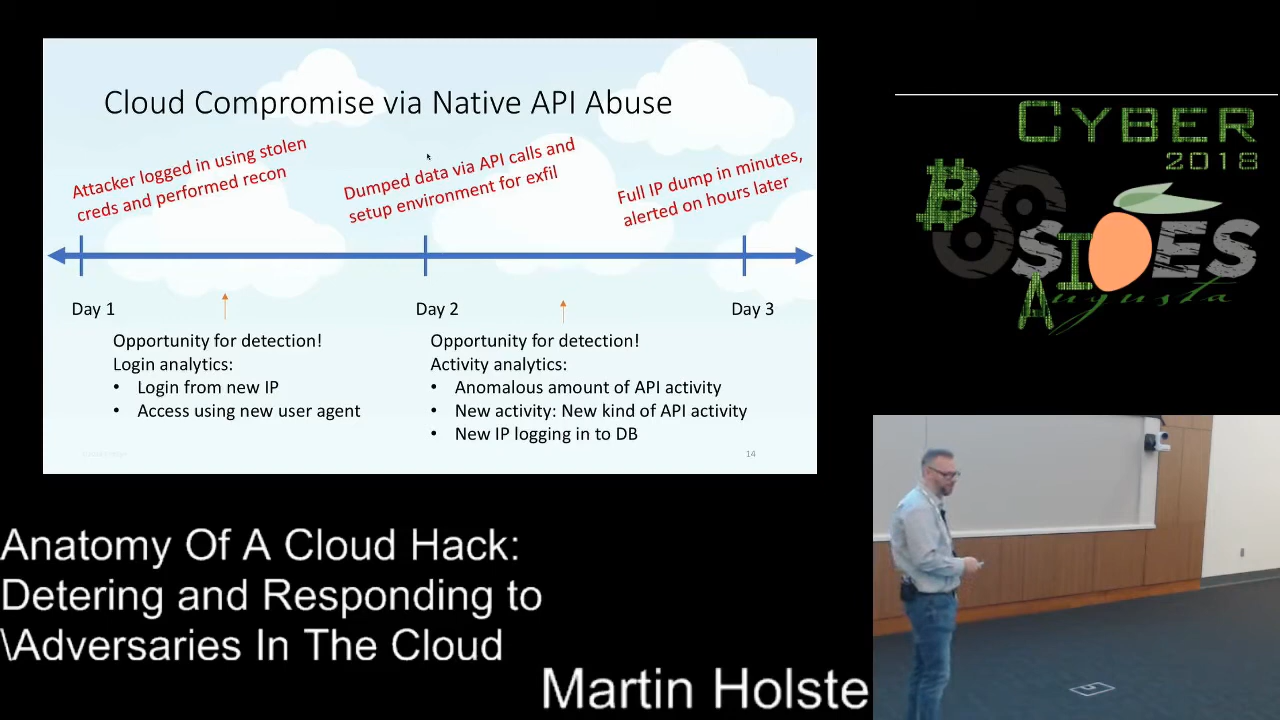 Cloud Compromise via Native API Abuse
Attacker logged in using stolen
creds and performed recon
Dumped data via API calls and
setup environment for exfil
Full IP dump in minutes,
alerted on hours later
Day 1
Day 2
Day 3
Opportunity for detection!
Login analytics:
• Login from new IP
• Access using new user agent
Opportunity for detection!
Activity analytics:
• Anomalous amount of API activity
• New activity: New kind of API activity
• New IP logging in to DB
14
CYBER
2018
BSIDES
Augusta
Anatomy Of A Cloud Hack:
Detering and Responding to
\Adversaries In The Cloud
Martin Holste